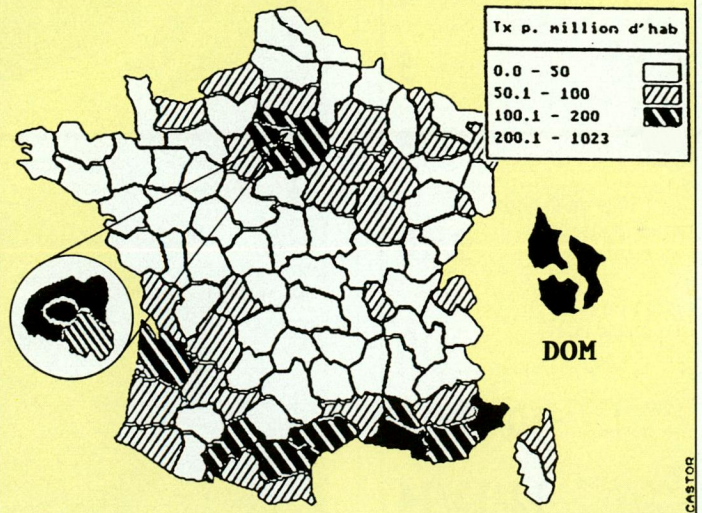 Tx p. million d'hab
0.0 - 50
50.1 - 100
100.1 - 200
200.1 - 1023
DOM
CASTOR